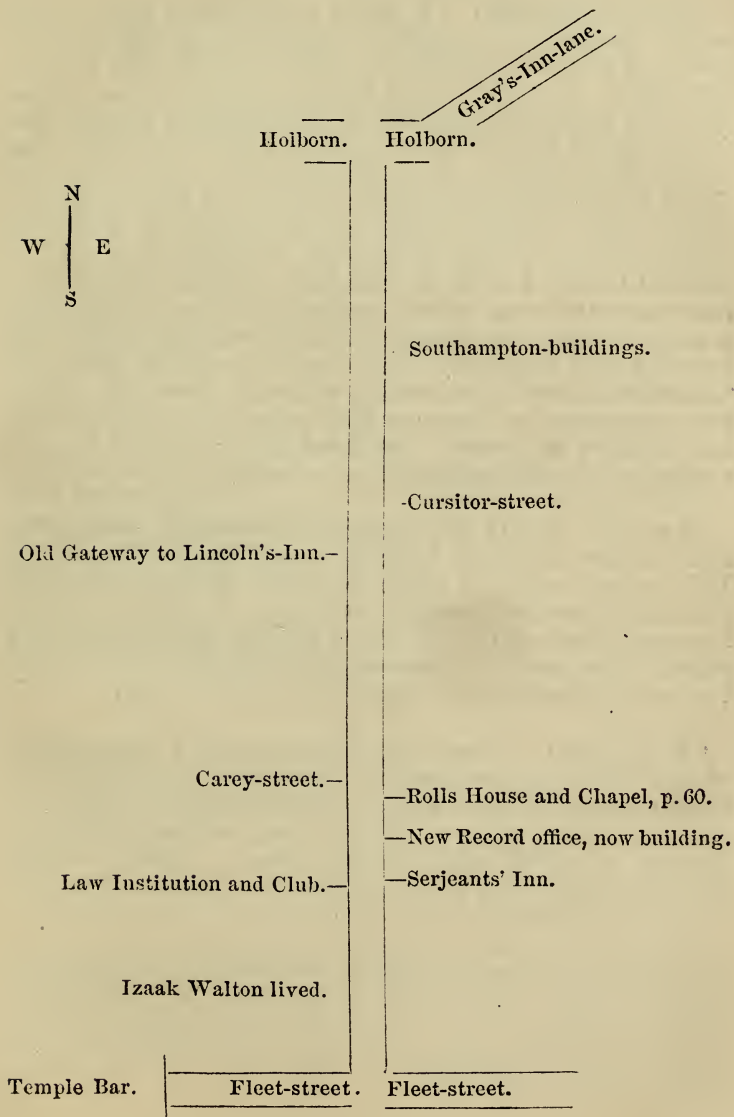 Gray's-Inn-lane.
Holborn. Holborn.
N
W E
S
Southampton-buildings.
-Cursitor-street.
Old Gateway to Lincoln's-Inn.–
Carey-street.–
—Rolls House and Chapel, p. 60.
—New Record office, now building.
Law Institution and Club.— —Serjeants' Inn.
Izaak Walton lived.
Temple Bar. Fleet-street. Fleet-street.